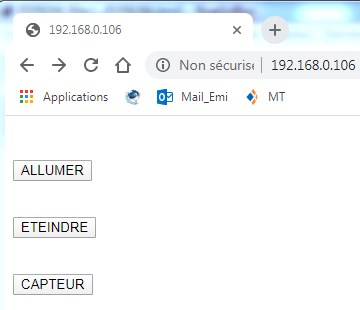 192.168.0.106
Non sécurisé 192.168.0.106
Applications Mail_Emi MT
ALLUMER
ETEINDRE
CAPTEUR